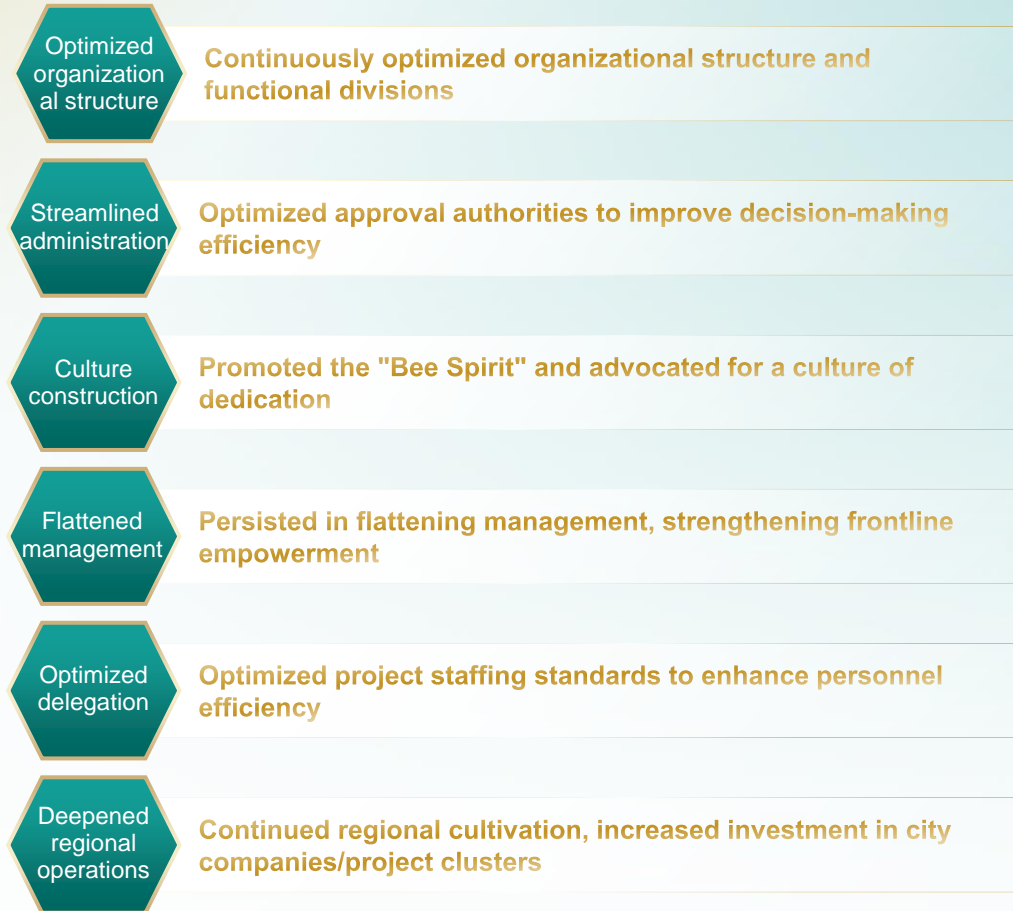 Optimized
organization
al structure
Continuously optimized organizational structure and
functional divisions
Streamlined
administration
Optimized approval authorities to improve decision-making
efficiency
Culture
construction
Promoted the "Bee Spirit" and advocated for a culture of
dedication
Flattened
management
Persisted in flattening management, strengthening frontline
empowerment
Optimized
delegation
Optimized project staffing standards to enhance personnel
efficiency
Deepened
regional
operations
Continued regional cultivation, increased investment in city
companies/project clusters